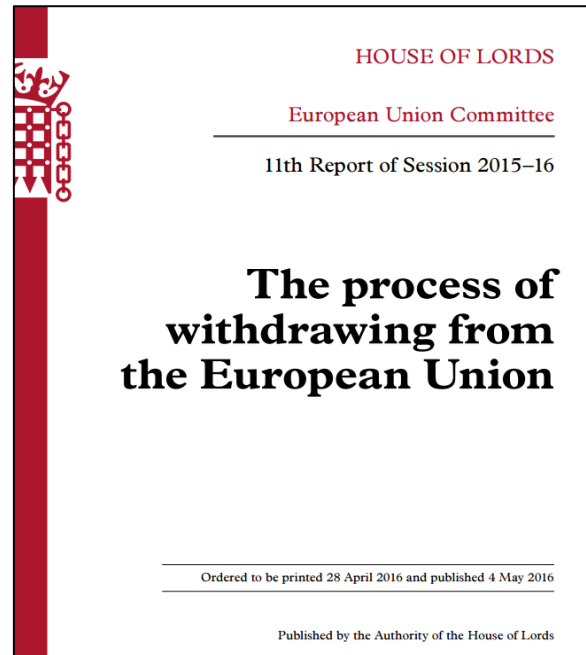 HOUSE OF LORDS
European Union Committee
11th Report of Session 2015–16
The process of
withdrawing from
the European Union
Ordered to be printed 28 April 2016 and published 4 May 2016
Published by the Authority of the House of Lords